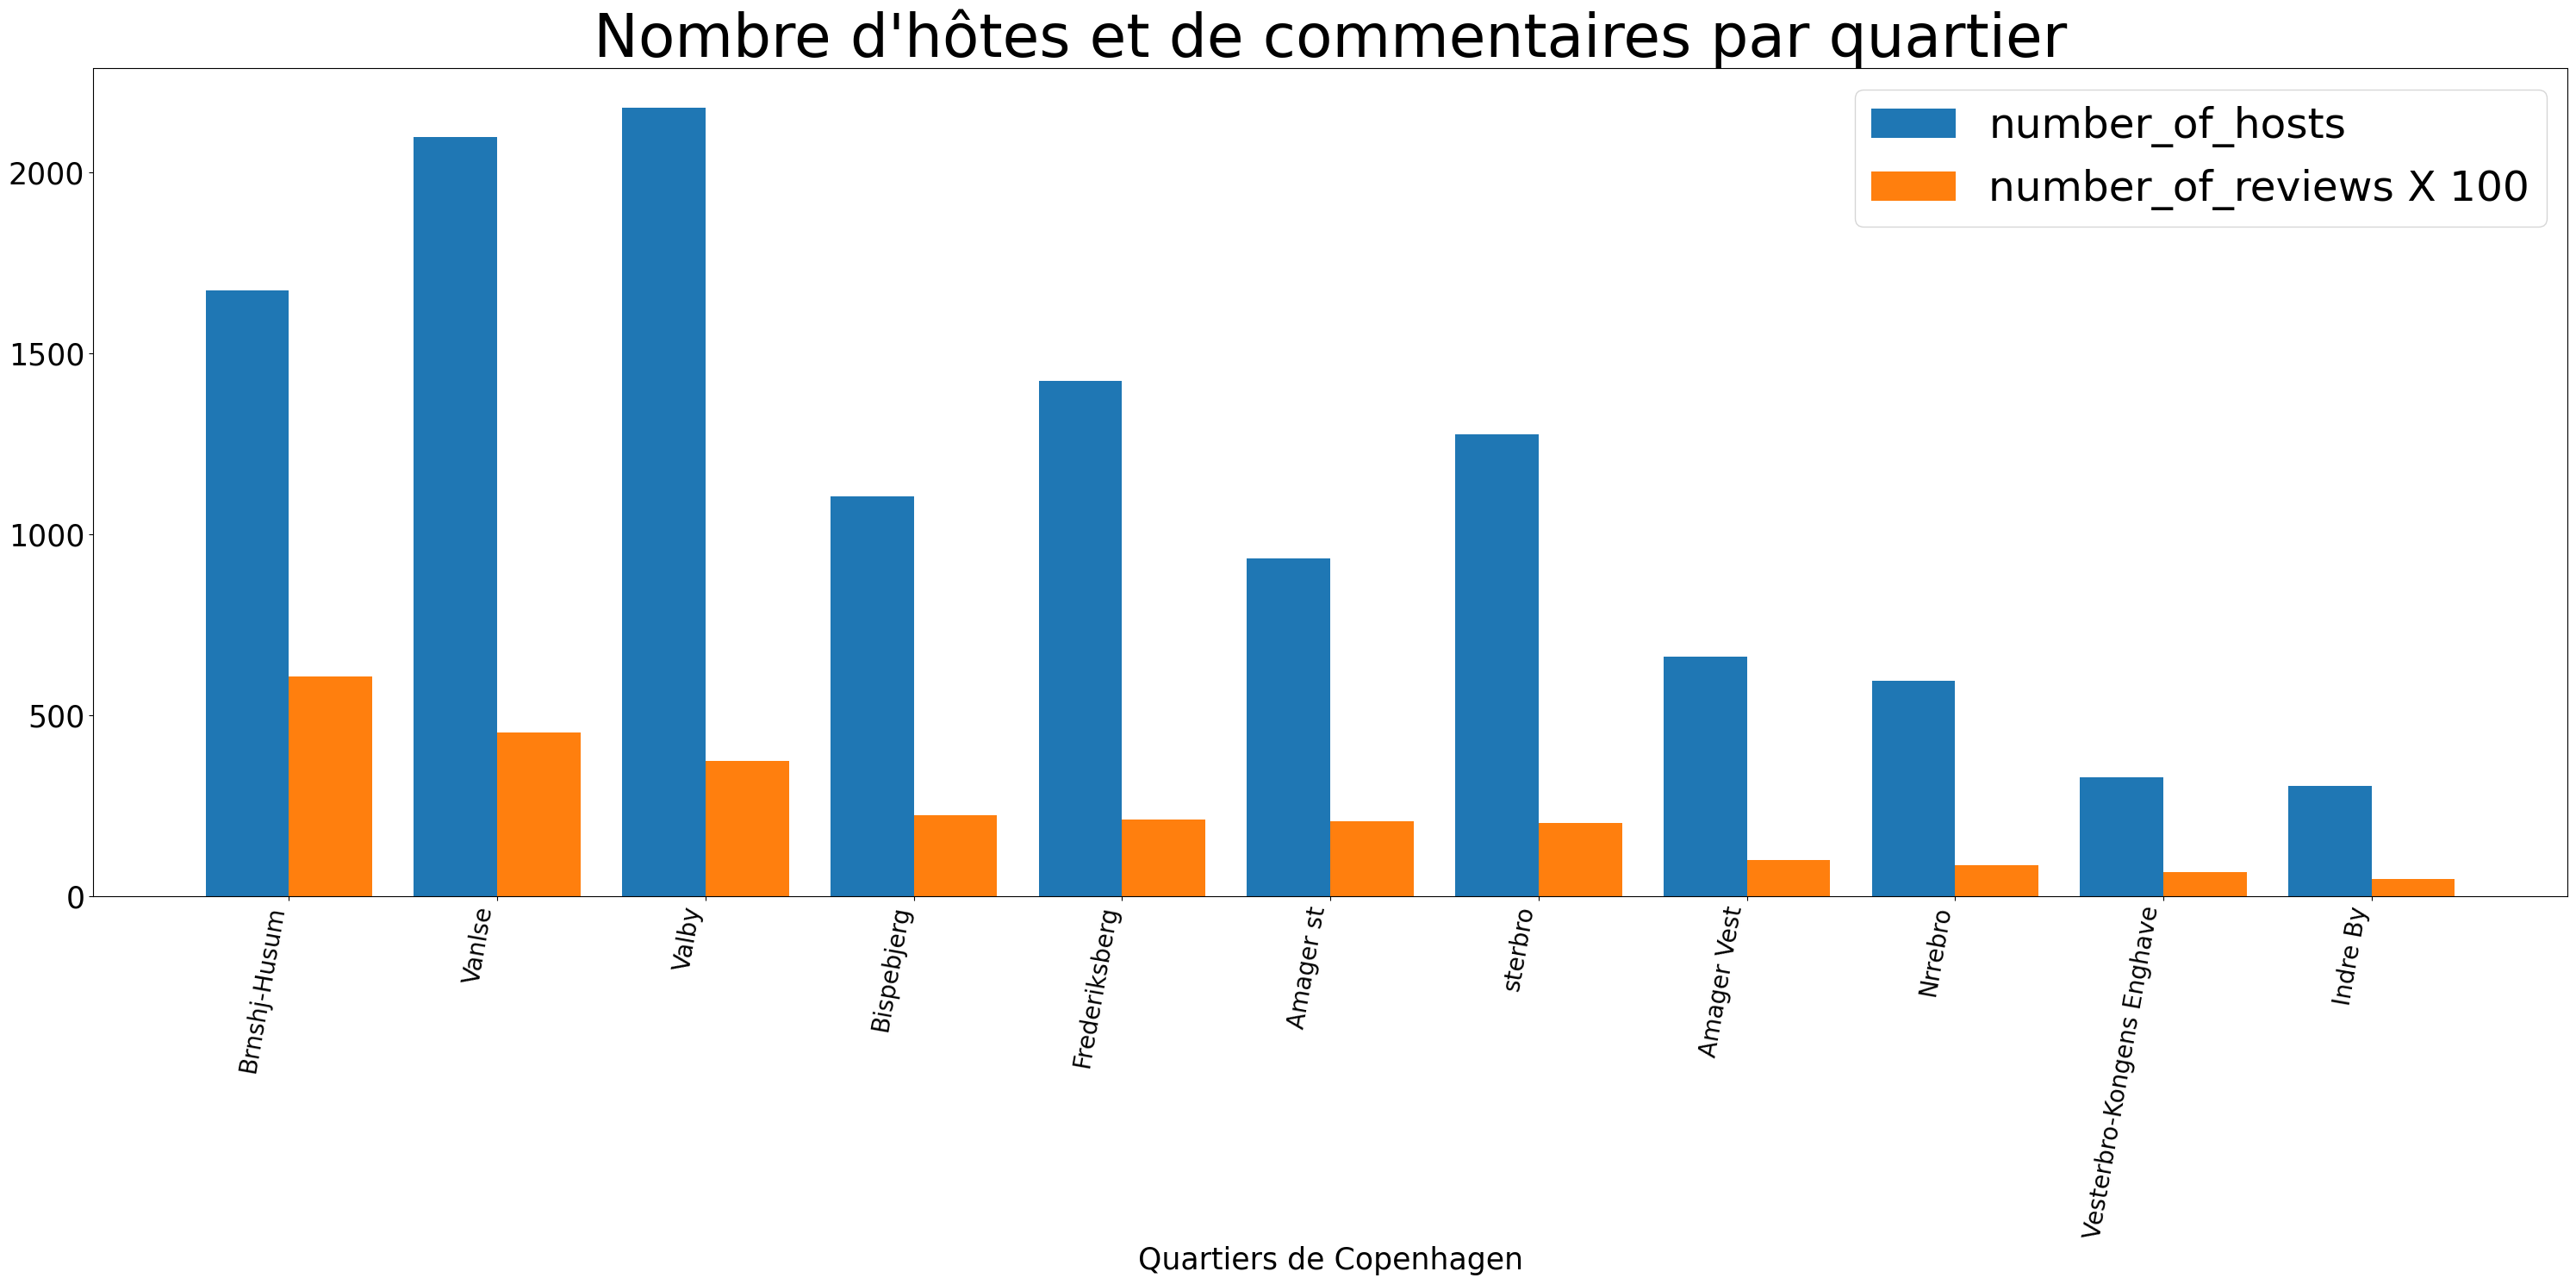 Nombre d'hôtes et de commentaires par quartier
number_of_hosts
number_of_reviews X 100
2000
1500
1000
500
0
Brnshj-Husum
Vanlse
Valby
Bispebjerg
Frederiksberg
Amager st
sterbro
Amager Vest
Nrrebro
Vesterbro-Kongens Enghave
Indre By
Quartiers de Copenhagen